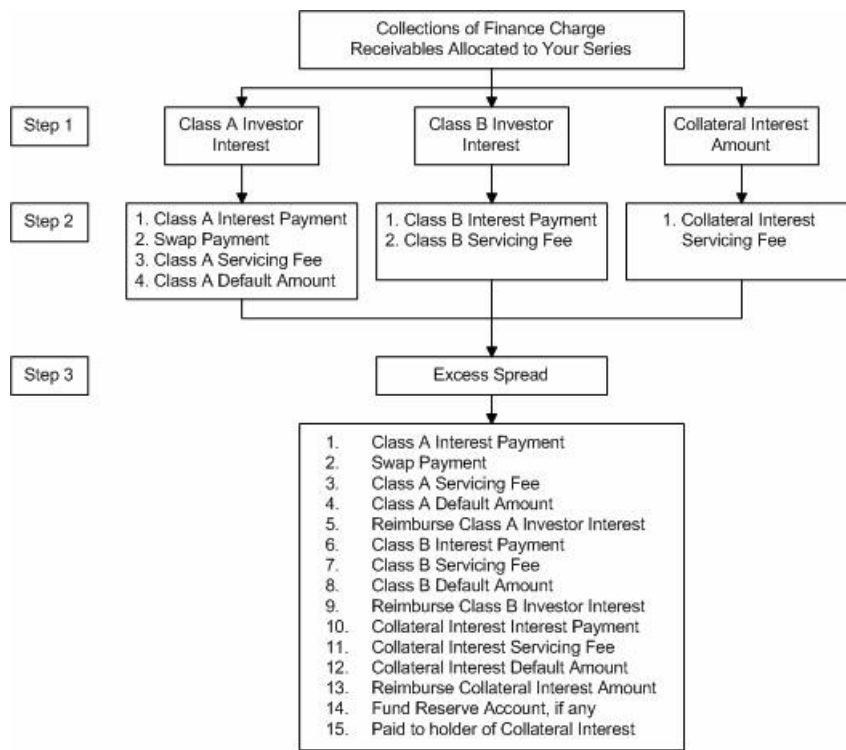 Collections of Finance Charge
Receivables Allocated to Your Series
Step 1
Class A Investor
Interest
Class B Investor
Interest
Collateral Interest
Amount
Step 2
1. Class A Interest Payment
2. Swap Payment
3. Class A Servicing Fee
4. Class A Default Amount
1. Class B Interest Payment
2. Class B Servicing Fee
1. Collateral Interest
Servicing Fee
Step 3
Excess Spread
1. Class A Interest Payment
2. Swap Payment
3. Class A Servicing Fee
4. Class A Default Amount
5. Reimburse Class A Investor Interest
6. Class B Interest Payment
7. Class B Servicing Fee
8. Class B Default Amount
9. Reimburse Class B Investor Interest
10. Collateral Interest Interest Payment
11. Collateral Interest Servicing Fee
12. Collateral Interest Default Amount
13. Reimburse Collateral Interest Amount
14. Fund Reserve Account, if any
15. Paid to holder of Collateral Interest